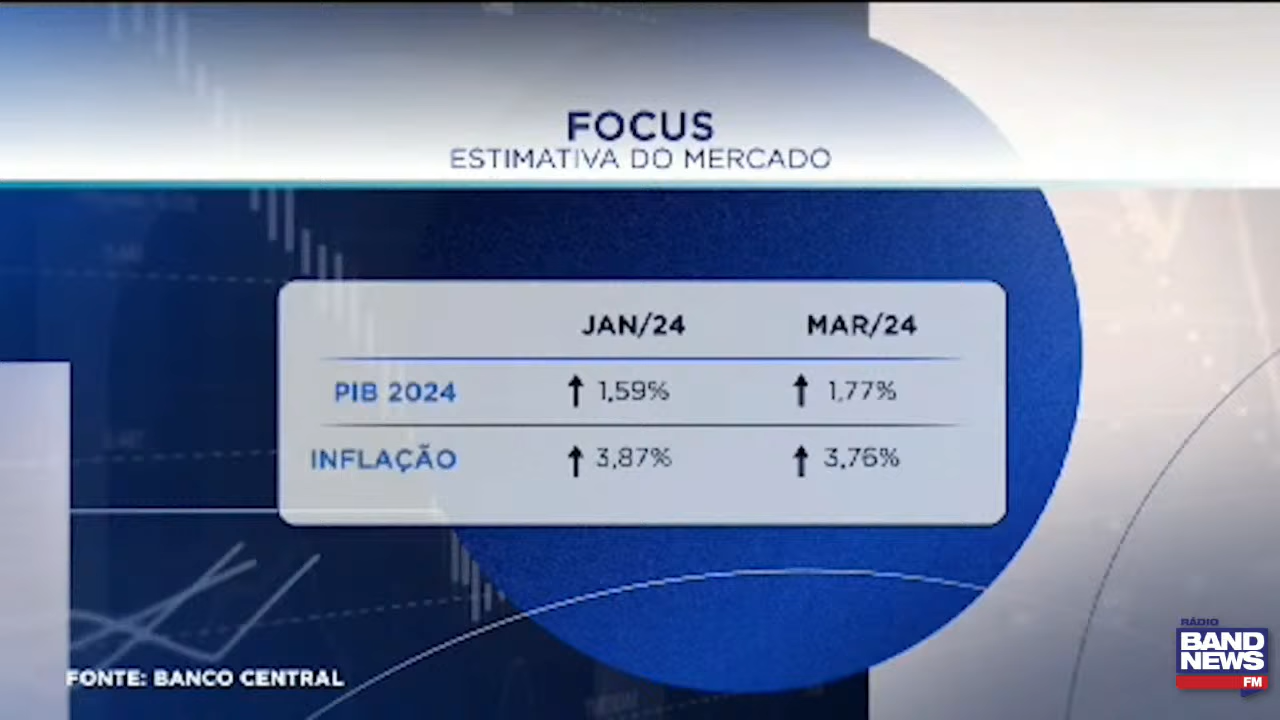 FOCUS
ESTIMATIVA DO MERCADO
JAN/24 MAR/24
PIB 2024 ↑ 1,59% ↑ 1,77%
INFLAÇÃO ↑ 3,87% ↑ 3,76%
FONTE: BANCO CENTRAL
RÁDIO
BAND
NEWS
FM